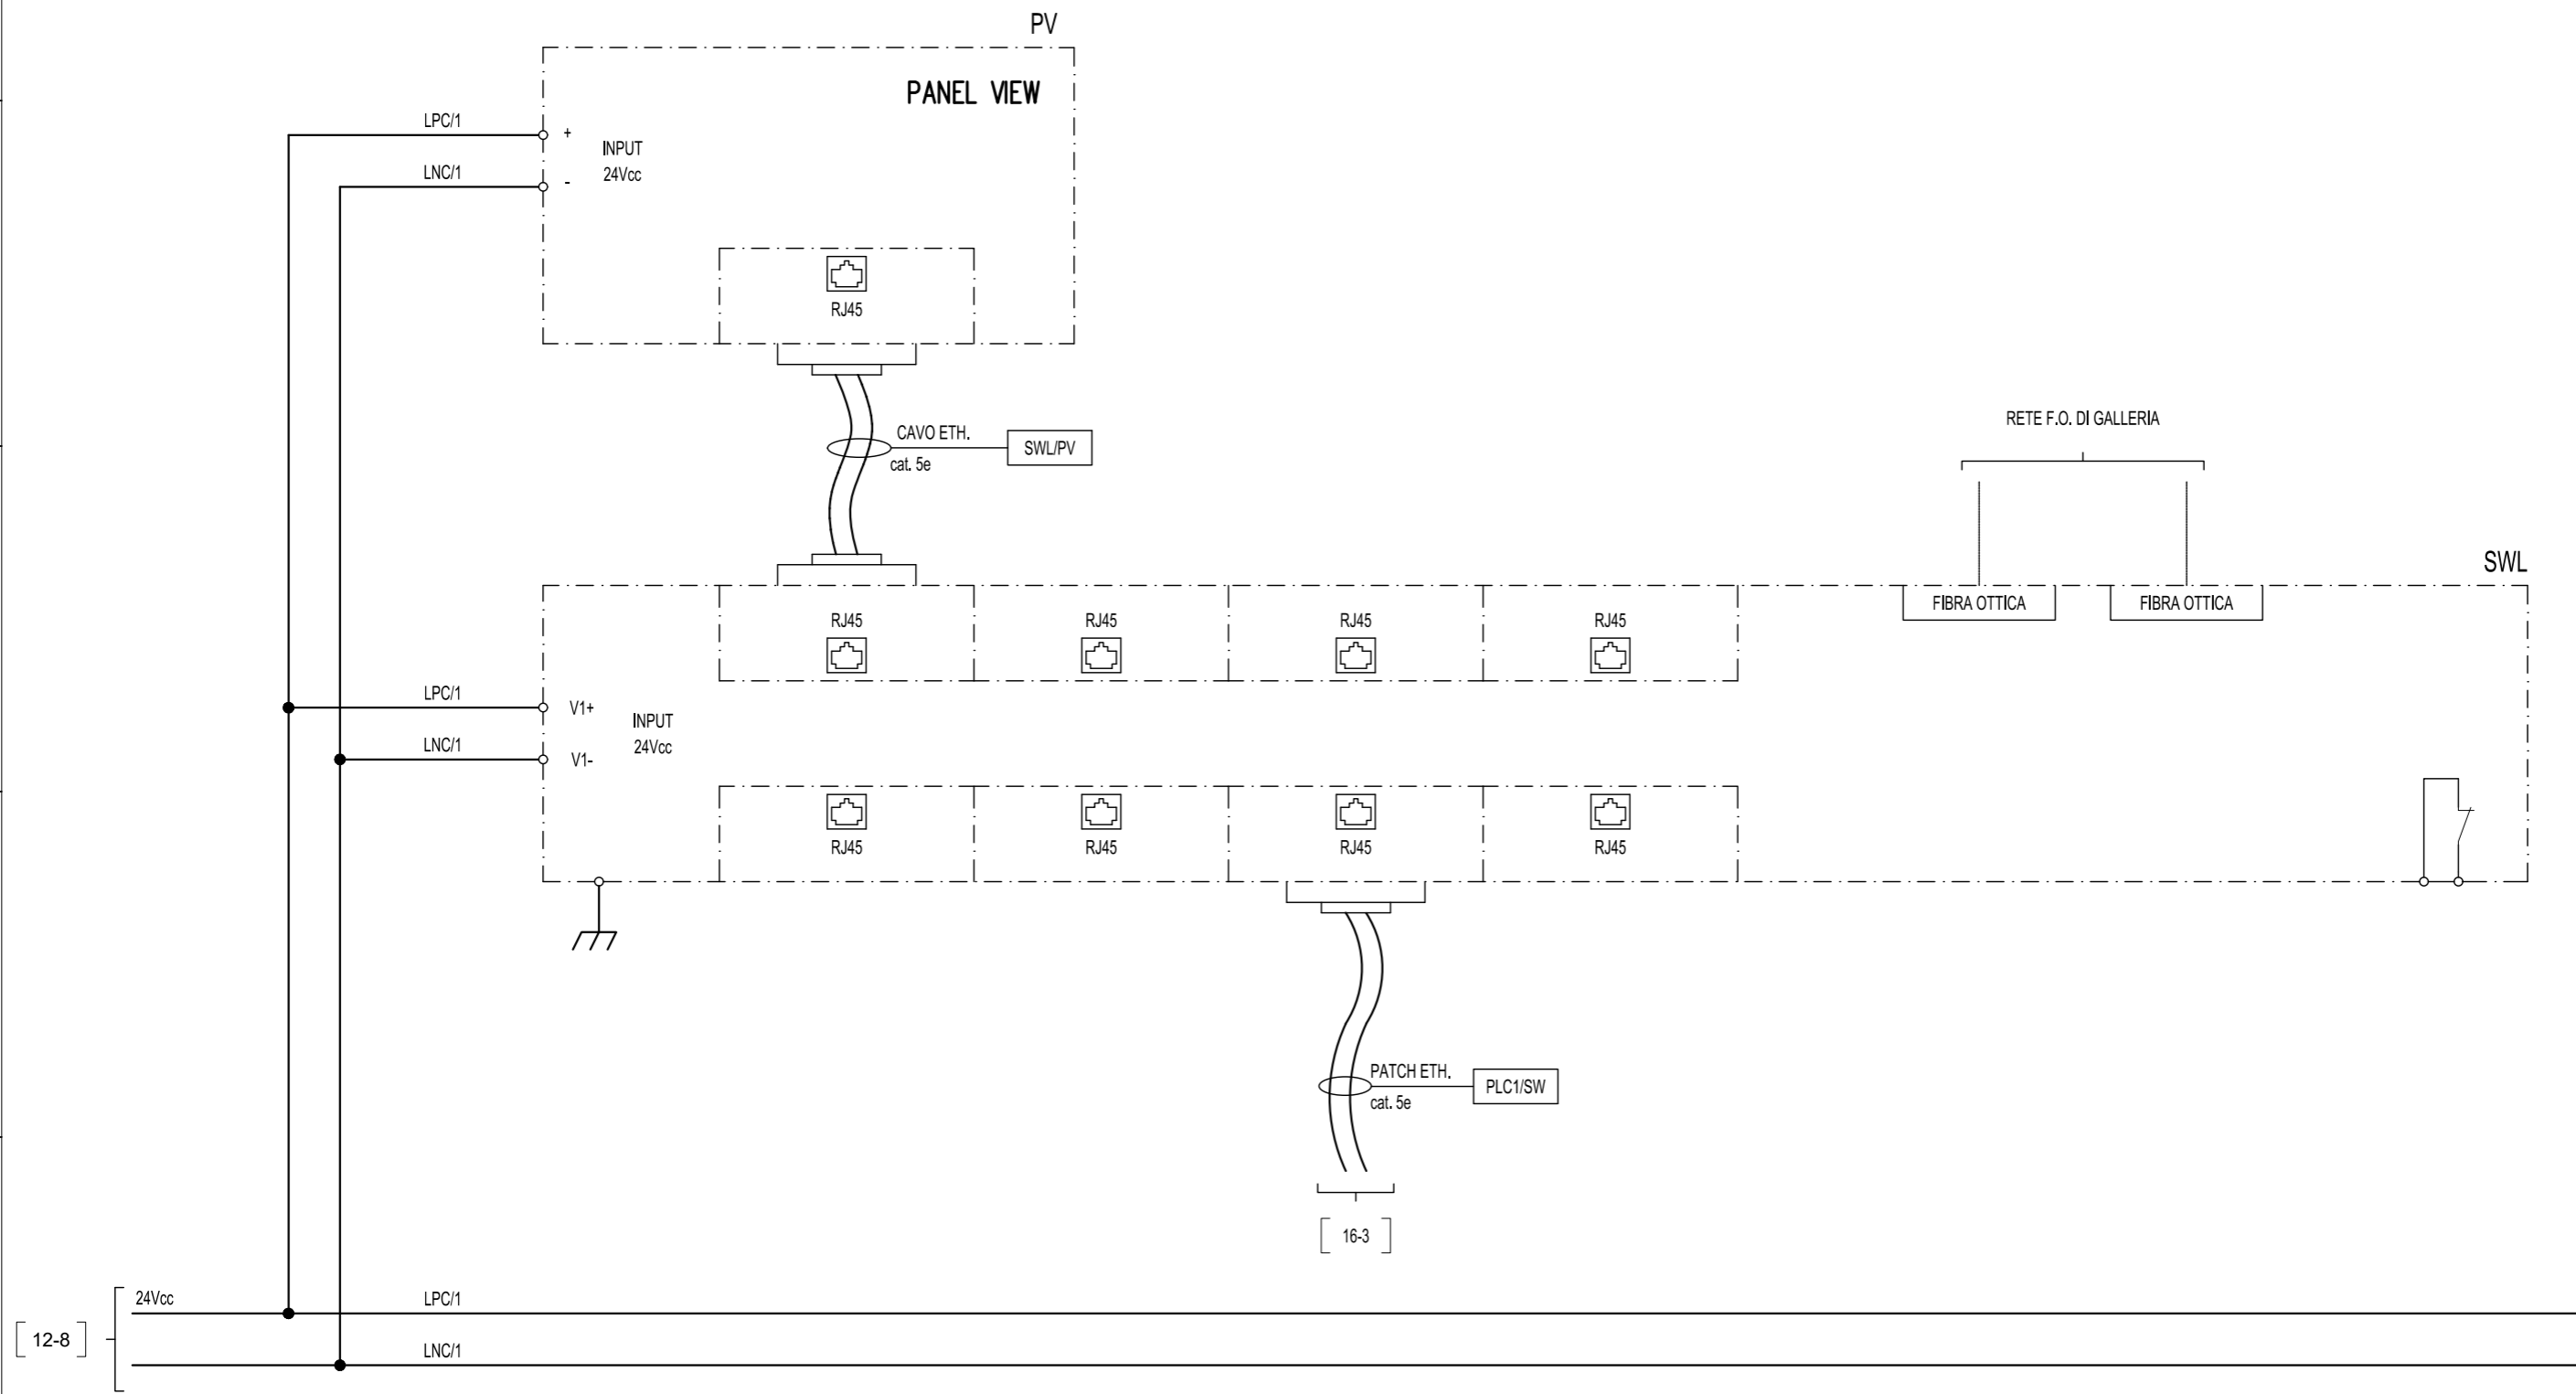 PV
PANEL VIEW
LPC/1
+
INPUT
24Vcc
LNC/1
-
RJ45
CAVO ETH.
cat. 5e
SWL/PV
RETE F.O. DI GALLERIA
SWL
FIBRA OTTICA
FIBRA OTTICA
RJ45
RJ45
RJ45
RJ45
LPC/1
V1+
INPUT
24Vcc
LNC/1
V1-
RJ45
RJ45
RJ45
RJ45
PATCH ETH.
cat. 5e
PLC1/SW
16-3
24Vcc
LPC/1
12-8
LNC/1